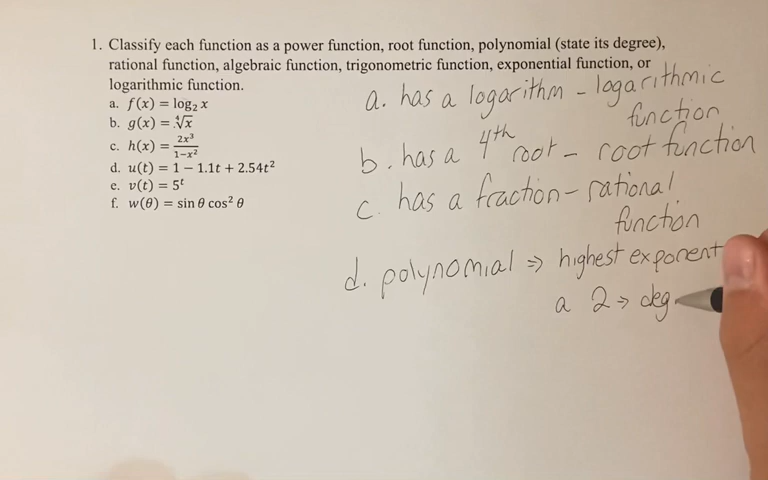 1. Classify each function as a power function, root function, polynomial (state its degree),
rational function, algebraic function, trigonometric function, exponential function, or
logarithmic function.
a. f(x) = log₂ x
b. g(x) = ∜x
c. h(x) = 2x³/1−x²
d. u(t) = 1 − 1.1t + 2.54t²
e. v(t) = 5ᵗ
f. w(θ) = sin θ cos² θ
a. has a logarithm - logarithmic
function
b. has a 4th root - root function
c. has a fraction - rational
function
d. polynomial ⇒ highest exponent
a 2 → deg